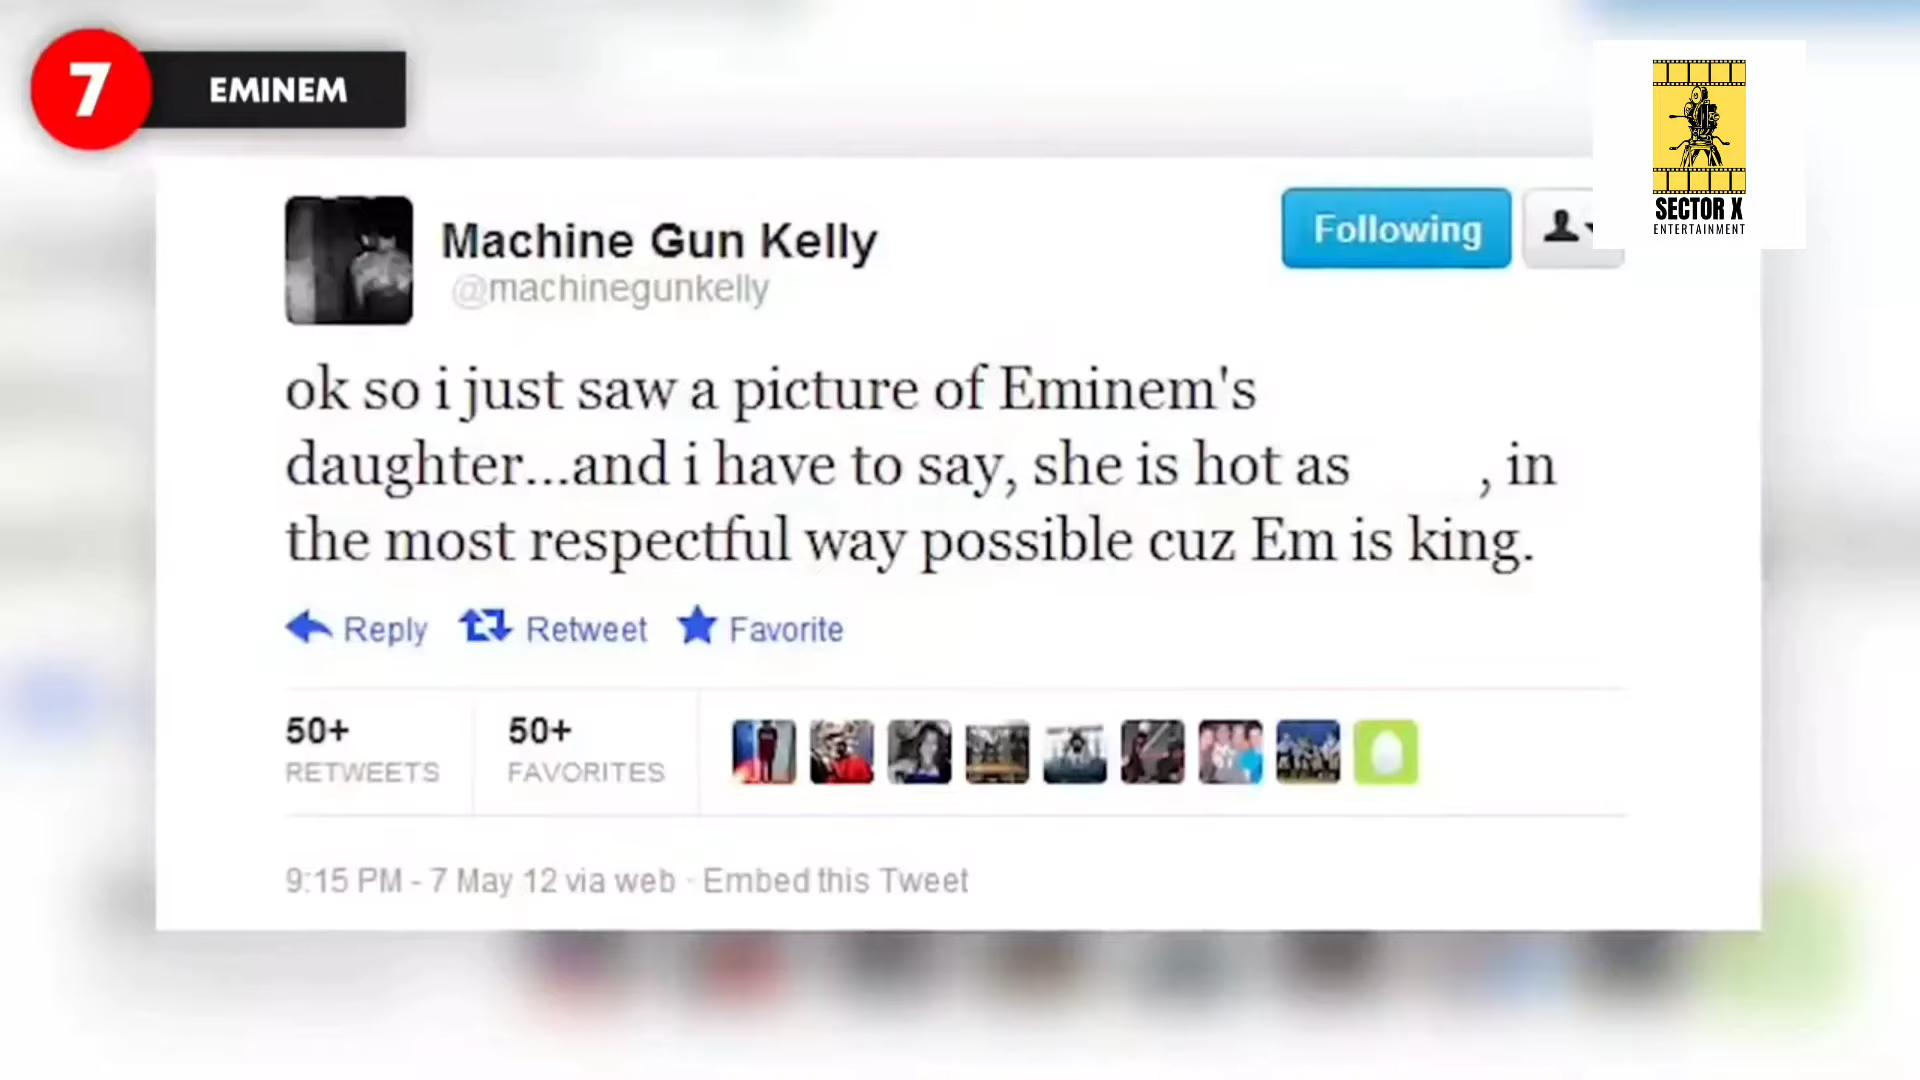 7
EMINEM
SECTOR X
ENTERTAINMENT
Machine Gun Kelly
@machinegunkelly
Following
ok so i just saw a picture of Eminem's
daughter...and i have to say, she is hot as , in
the most respectful way possible cuz Em is king.
Reply Retweet Favorite
50+ 50+
RETWEETS FAVORITES
9:15 PM - 7 May 12 via web · Embed this Tweet